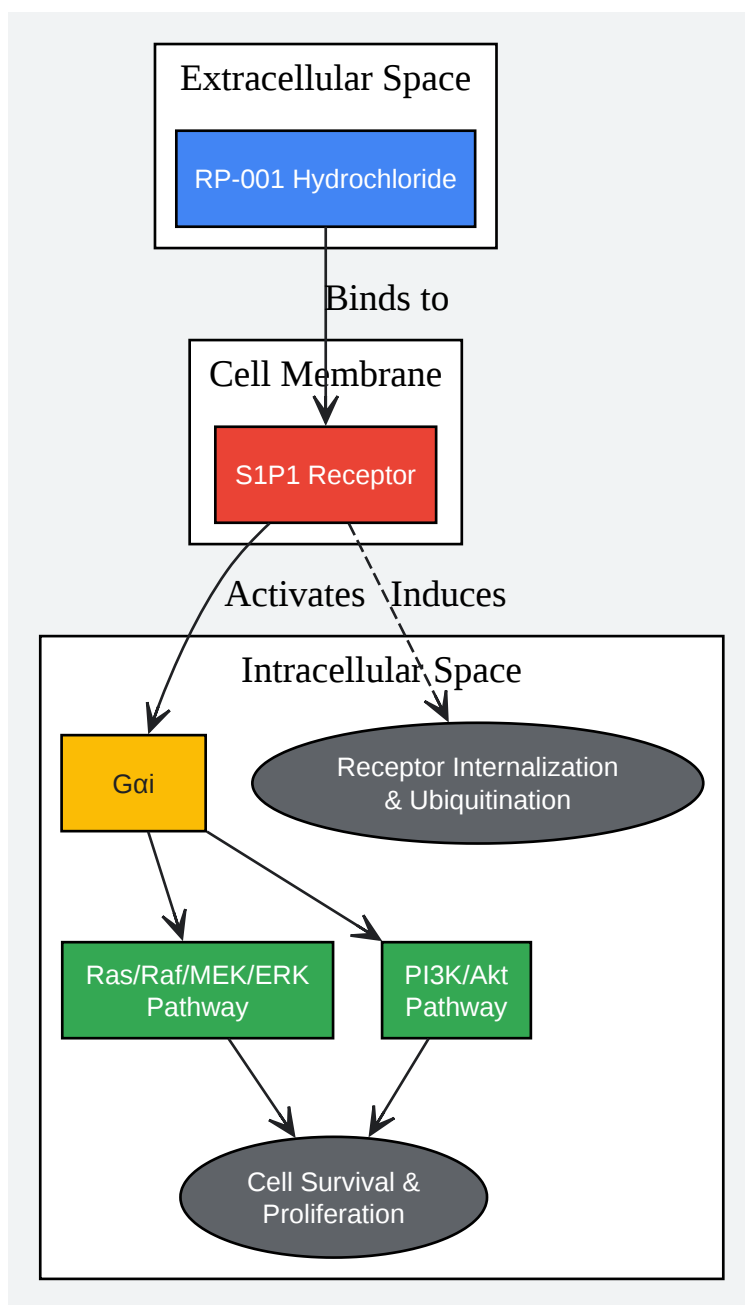 Extracellular Space
RP-001 Hydrochloride
Binds to
Cell Membrane
S1P1 Receptor
Activates
Induces
Intracellular Space
Gαi
Receptor Internalization
& Ubiquitination
Ras/Raf/MEK/ERK
Pathway
PI3K/Akt
Pathway
Cell Survival &
Proliferation